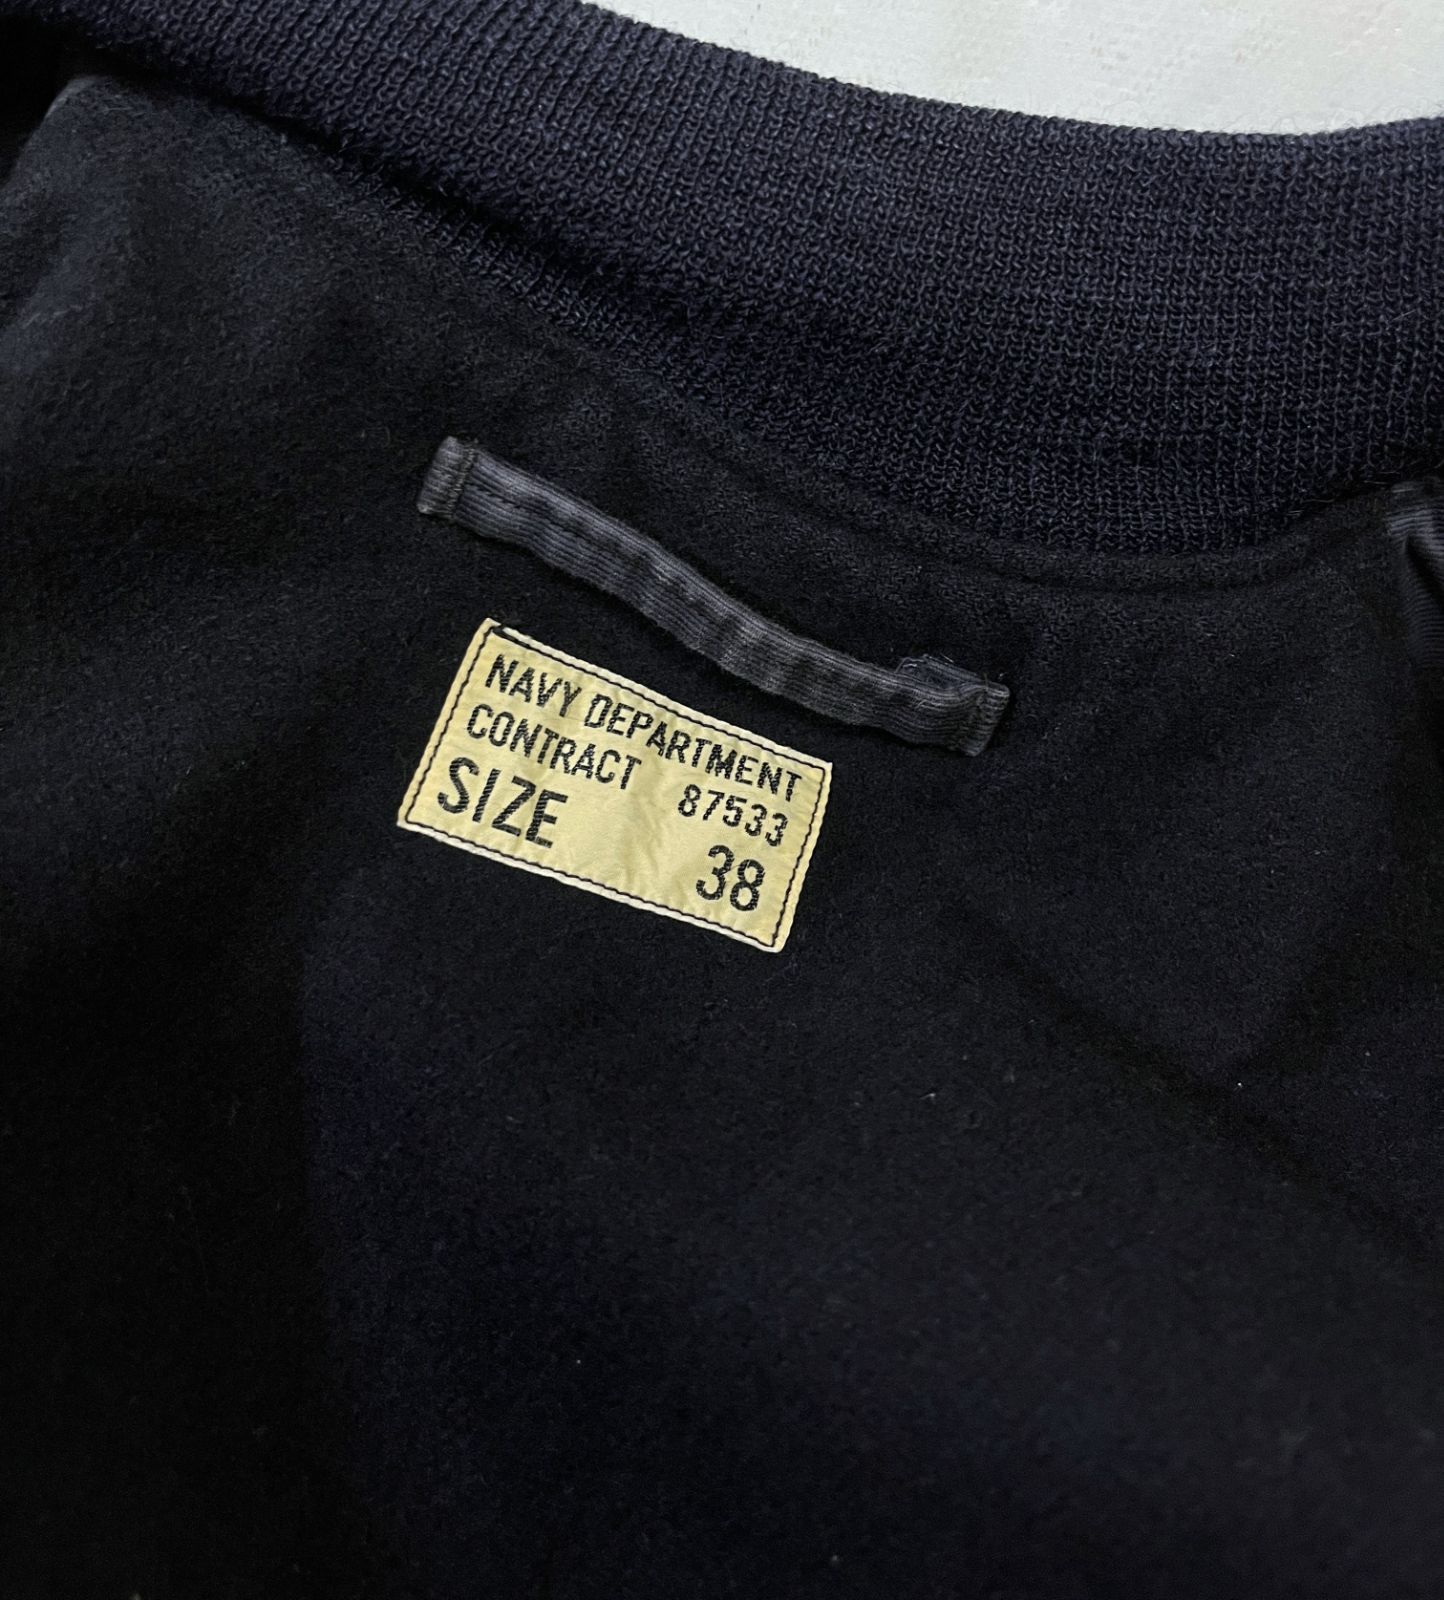 NAVY DEPARTMENT
CONTRACT 87533
SIZE 38